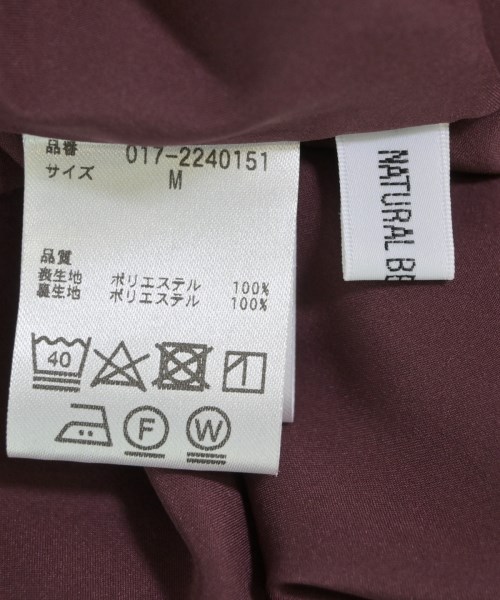 品番 017-2240151
サイズ M
品質
表生地 ポリエステル 100%
裏生地 ポリエステル 100%
40
F W
NATURAL BE